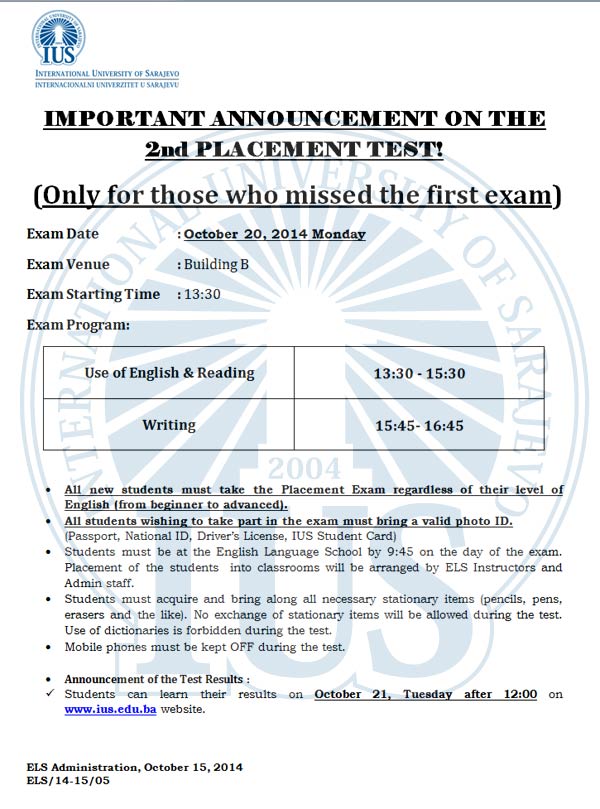 IUS
INTERNATIONAL UNIVERSITY OF SARAJEVO
INTERNACIONALNI UNIVERZITET U SARAJEVU
IMPORTANT ANNOUNCEMENT ON THE
2nd PLACEMENT TEST!
(Only for those who missed the first exam)
Exam Date : October 20, 2014 Monday
Exam Venue : Building B
Exam Starting Time : 13:30
Exam Program:
Use of English & Reading 13:30 - 15:30
Writing 15:45- 16:45
INTERNATIONAL UNIVERSITY OF SARAJEVO
2004
IUS
• All new students must take the Placement Exam regardless of their level of
English (from beginner to advanced).
• All students wishing to take part in the exam must bring a valid photo ID.
(Passport, National ID, Driver's License, IUS Student Card)
• Students must be at the English Language School by 9:45 on the day of the exam.
Placement of the students into classrooms will be arranged by ELS Instructors and
Admin staff.
• Students must acquire and bring along all necessary stationary items (pencils, pens,
erasers and the like). No exchange of stationary items will be allowed during the test.
Use of dictionaries is forbidden during the test.
• Mobile phones must be kept OFF during the test.
• Announcement of the Test Results :
✓ Students can learn their results on October 21, Tuesday after 12:00 on
www.ius.edu.ba website.
ELS Administration, October 15, 2014
ELS/14-15/05